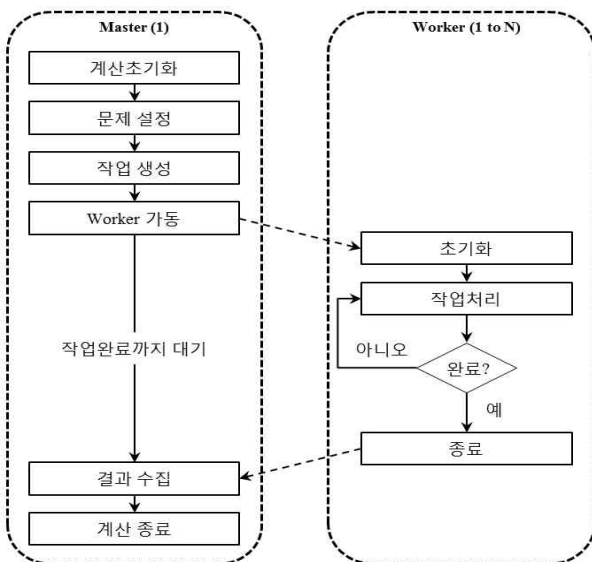 Master (1)
계산초기화
문제 설정
작업 생성
Worker 가동
작업완료까지 대기
결과 수집
계산 종료
Worker (1 to N)
초기화
작업처리
아니오
완료?
예
종료